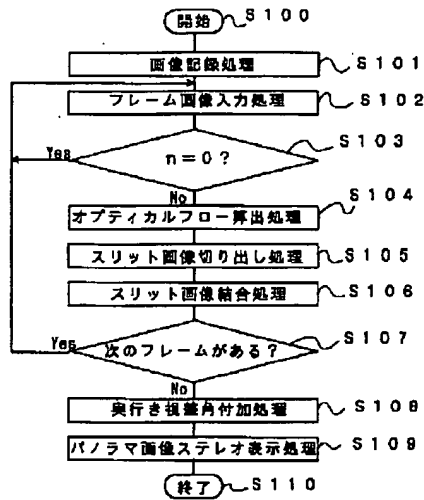 開始 S100
画像記録処理 S101
フレーム画像入力処理 S102
n=0? S103
Yes
No
オプティカルフロー算出処理 S104
スリット画像切り出し処理 S105
スリット画像結合処理 S106
次のフレームがある? S107
Yes
No
奥行き視差角付加処理 S108
パノラマ画像ステレオ表示処理 S109
終了 S110